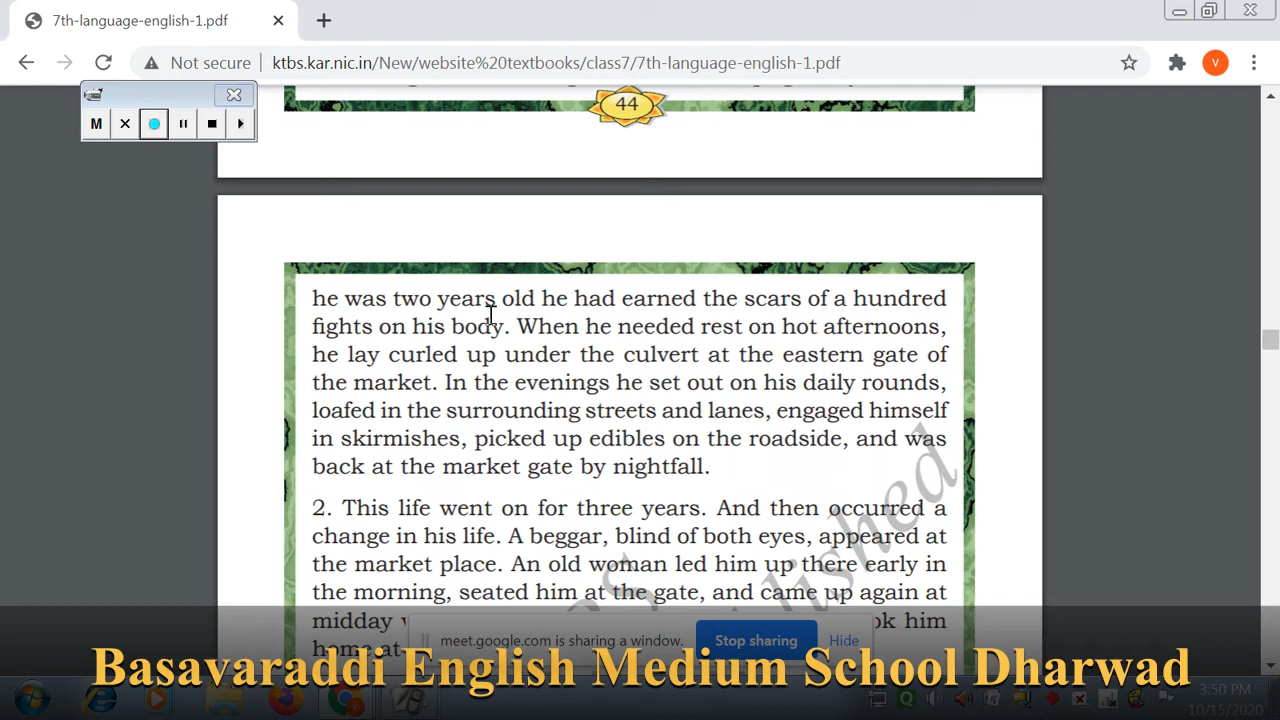 7th-language-english-1.pdf
Not secure
ktbs.kar.nic.in/New/website%20textbooks/class7/7th-language-english-1.pdf
V
M
44
he was two years old he had earned the scars of a hundred
fights on his body. When he needed rest on hot afternoons,
he lay curled up under the culvert at the eastern gate of
the market. In the evenings he set out on his daily rounds,
loafed in the surrounding streets and lanes, engaged himself
in skirmishes, picked up edibles on the roadside, and was
back at the market gate by nightfall.
2. This life went on for three years. And then occurred a
change in his life. A beggar, blind of both eyes, appeared at
the market place. An old woman led him up there early in
the morning, seated him at the gate, and came up again at
midday
him
home at
meet.google.com is sharing a window.
Stop sharing
Hide
Basavaraddi English Medium School Dharwad
3:50 PM
10/15/2020